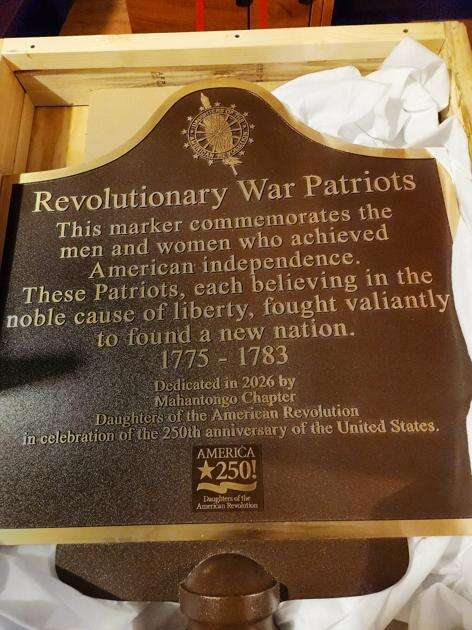 Revolutionary War Patriots
This marker commemorates the
men and women who achieved
American independence.
These Patriots, each believing in the
noble cause of liberty, fought valiantly
to found a new nation.
1775 - 1783
Dedicated in 2026 by
Mahantongo Chapter
Daughters of the American Revolution
in celebration of the 250th anniversary of the United States.
AMERICA
250!
Daughters of the
American Revolution